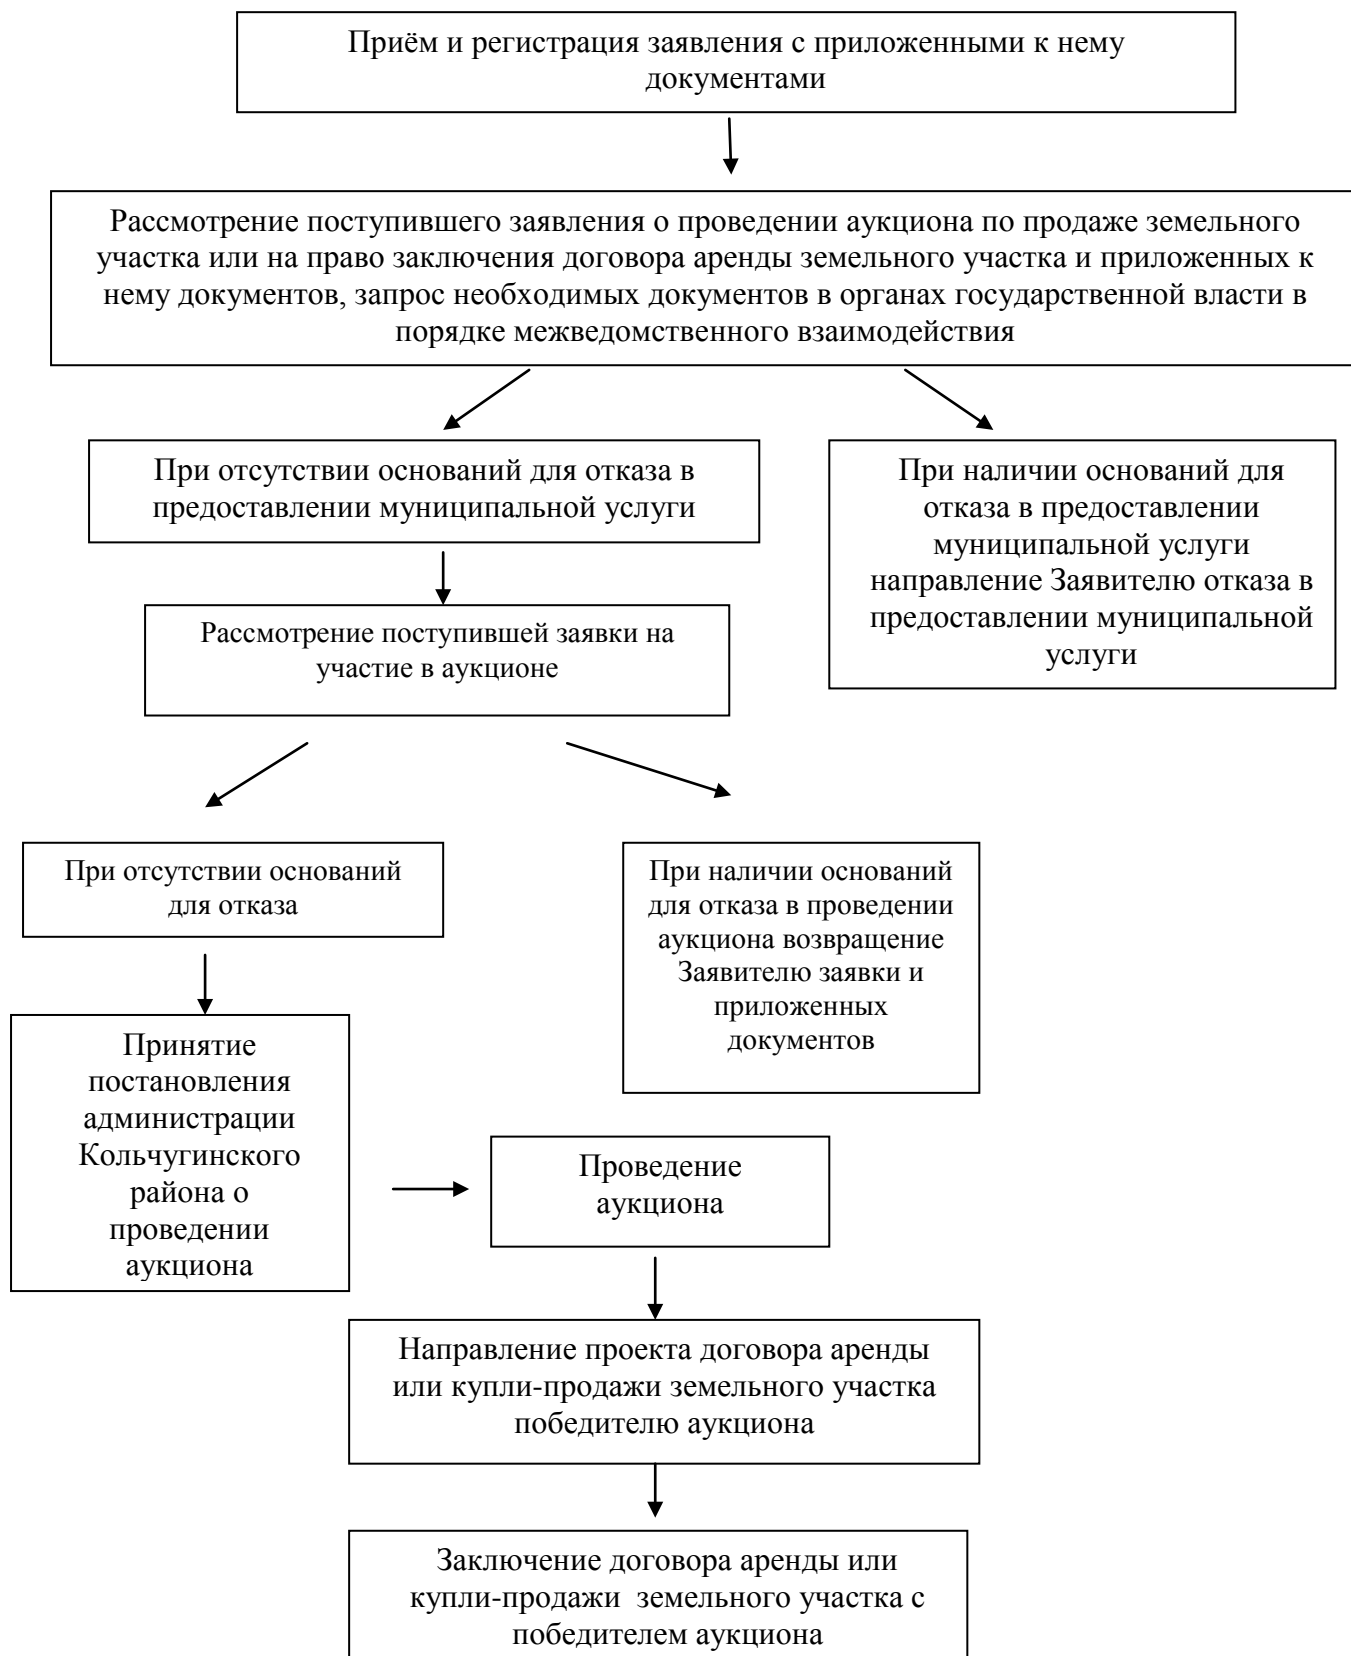 Приём и регистрация заявления с приложенными к нему
документами
Рассмотрение поступившего заявления о проведении аукциона по продаже земельного
участка или на право заключения договора аренды земельного участка и приложенных к
нему документов, запрос необходимых документов в органах государственной власти в
порядке межведомственного взаимодействия
При отсутствии оснований для отказа в
предоставлении муниципальной услуги
При наличии оснований для
отказа в предоставлении
муниципальной услуги
направление Заявителю отказа в
предоставлении муниципальной
услуги
Рассмотрение поступившей заявки на
участие в аукционе
При отсутствии оснований
для отказа
При наличии оснований
для отказа в проведении
аукциона возвращение
Заявителю заявки и
приложенных
документов
Принятие
постановления
администрации
Кольчугинского
района о
проведении
аукциона
Проведение
аукциона
Направление проекта договора аренды
или купли-продажи земельного участка
победителю аукциона
Заключение договора аренды или
купли-продажи  земельного участка с
победителем аукциона